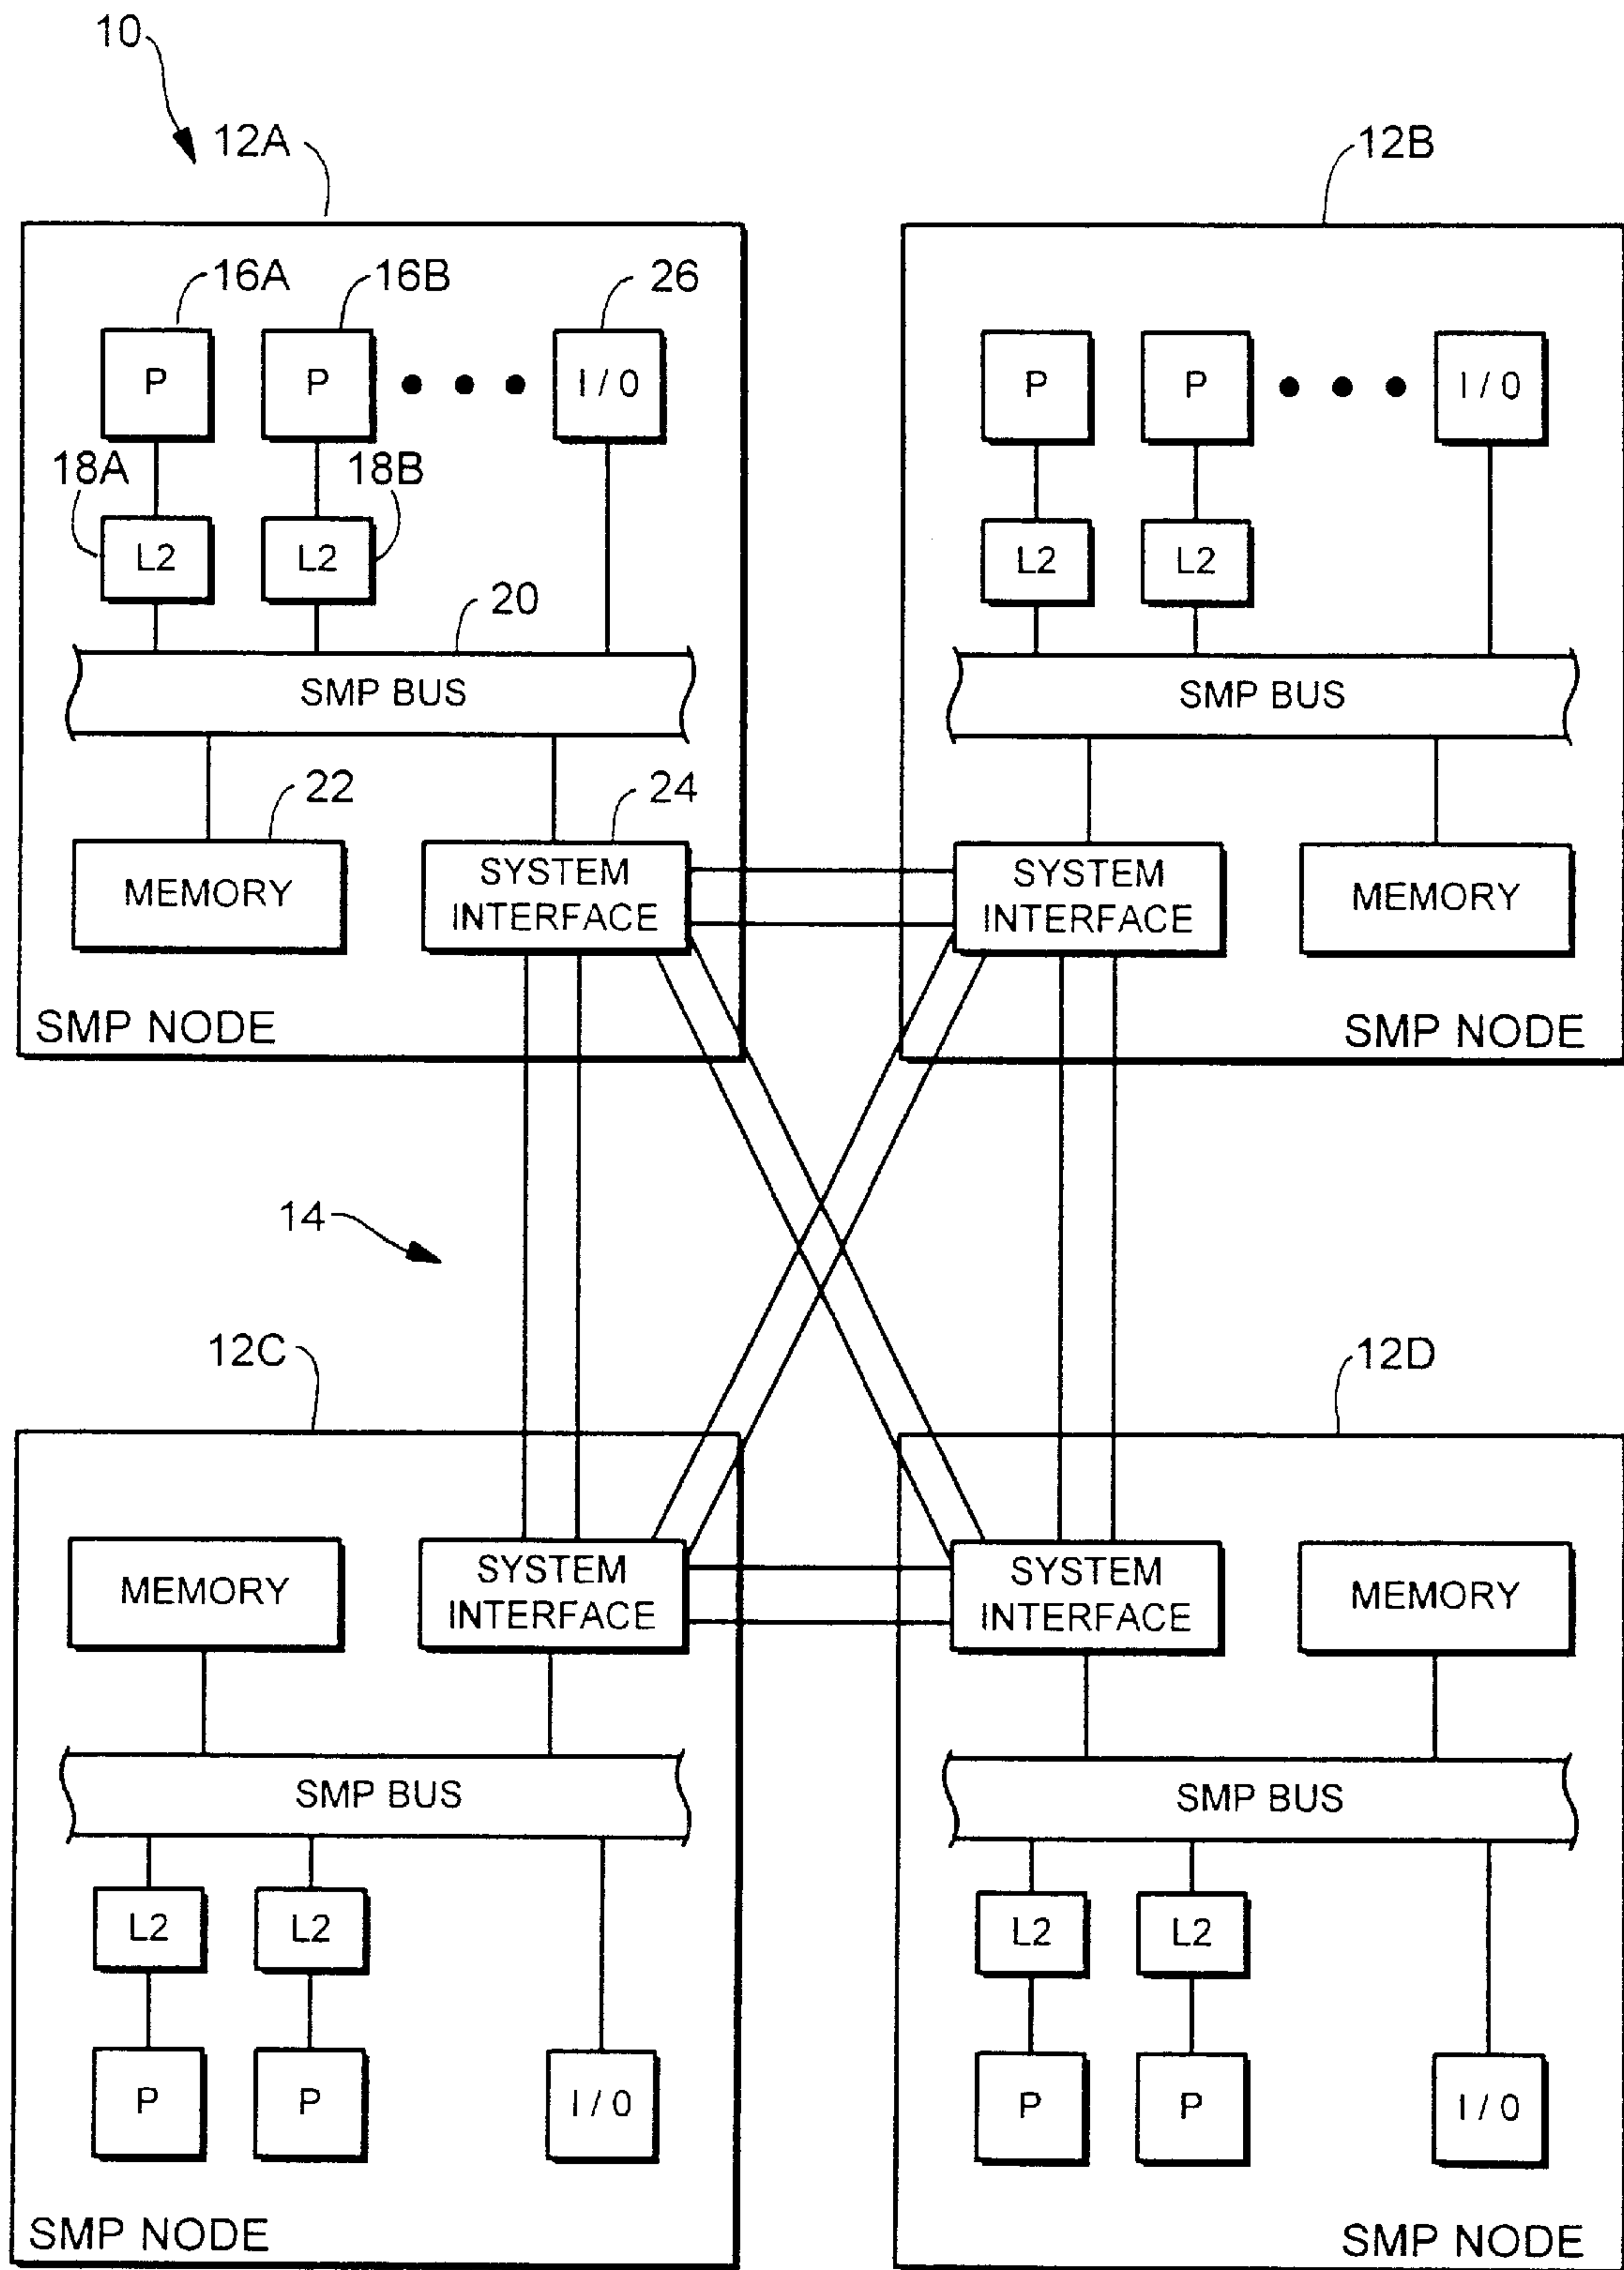 10
12A
12B
16A
16B
26
P
P
I / 0
P
P
I / 0
18A
18B
L2
L2
L2
L2
20
SMP BUS
SMP BUS
22
24
MEMORY
SYSTEM
INTERFACE
SYSTEM
INTERFACE
MEMORY
SMP NODE
SMP NODE
14
12C
12D
MEMORY
SYSTEM
INTERFACE
SYSTEM
INTERFACE
MEMORY
SMP BUS
SMP BUS
L2
L2
L2
L2
P
P
I / 0
P
P
I / 0
SMP NODE
SMP NODE